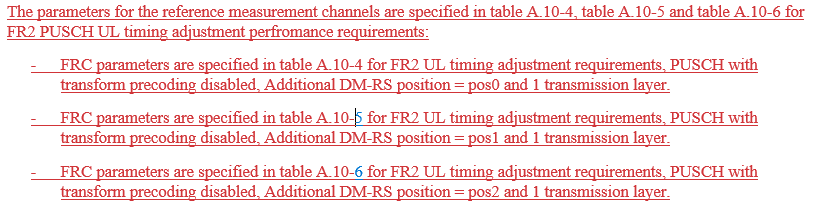 The parameters for the reference measurement channels are specified in table A.10-4, table A.10-5 and table A.10-6 for
FR2 PUSCH UL timing adjustment perfromance requirements:
- FRC parameters are specified in table A.10-4 for FR2 UL timing adjustment requirements, PUSCH with
transform precoding disabled, Additional DM-RS position = pos0 and 1 transmission layer.
- FRC parameters are specified in table A.10-5 for FR2 UL timing adjustment requirements, PUSCH with
transform precoding disabled, Additional DM-RS position = pos1 and 1 transmission layer.
- FRC parameters are specified in table A.10-6 for FR2 UL timing adjustment requirements, PUSCH with
transform precoding disabled, Additional DM-RS position = pos2 and 1 transmission layer.